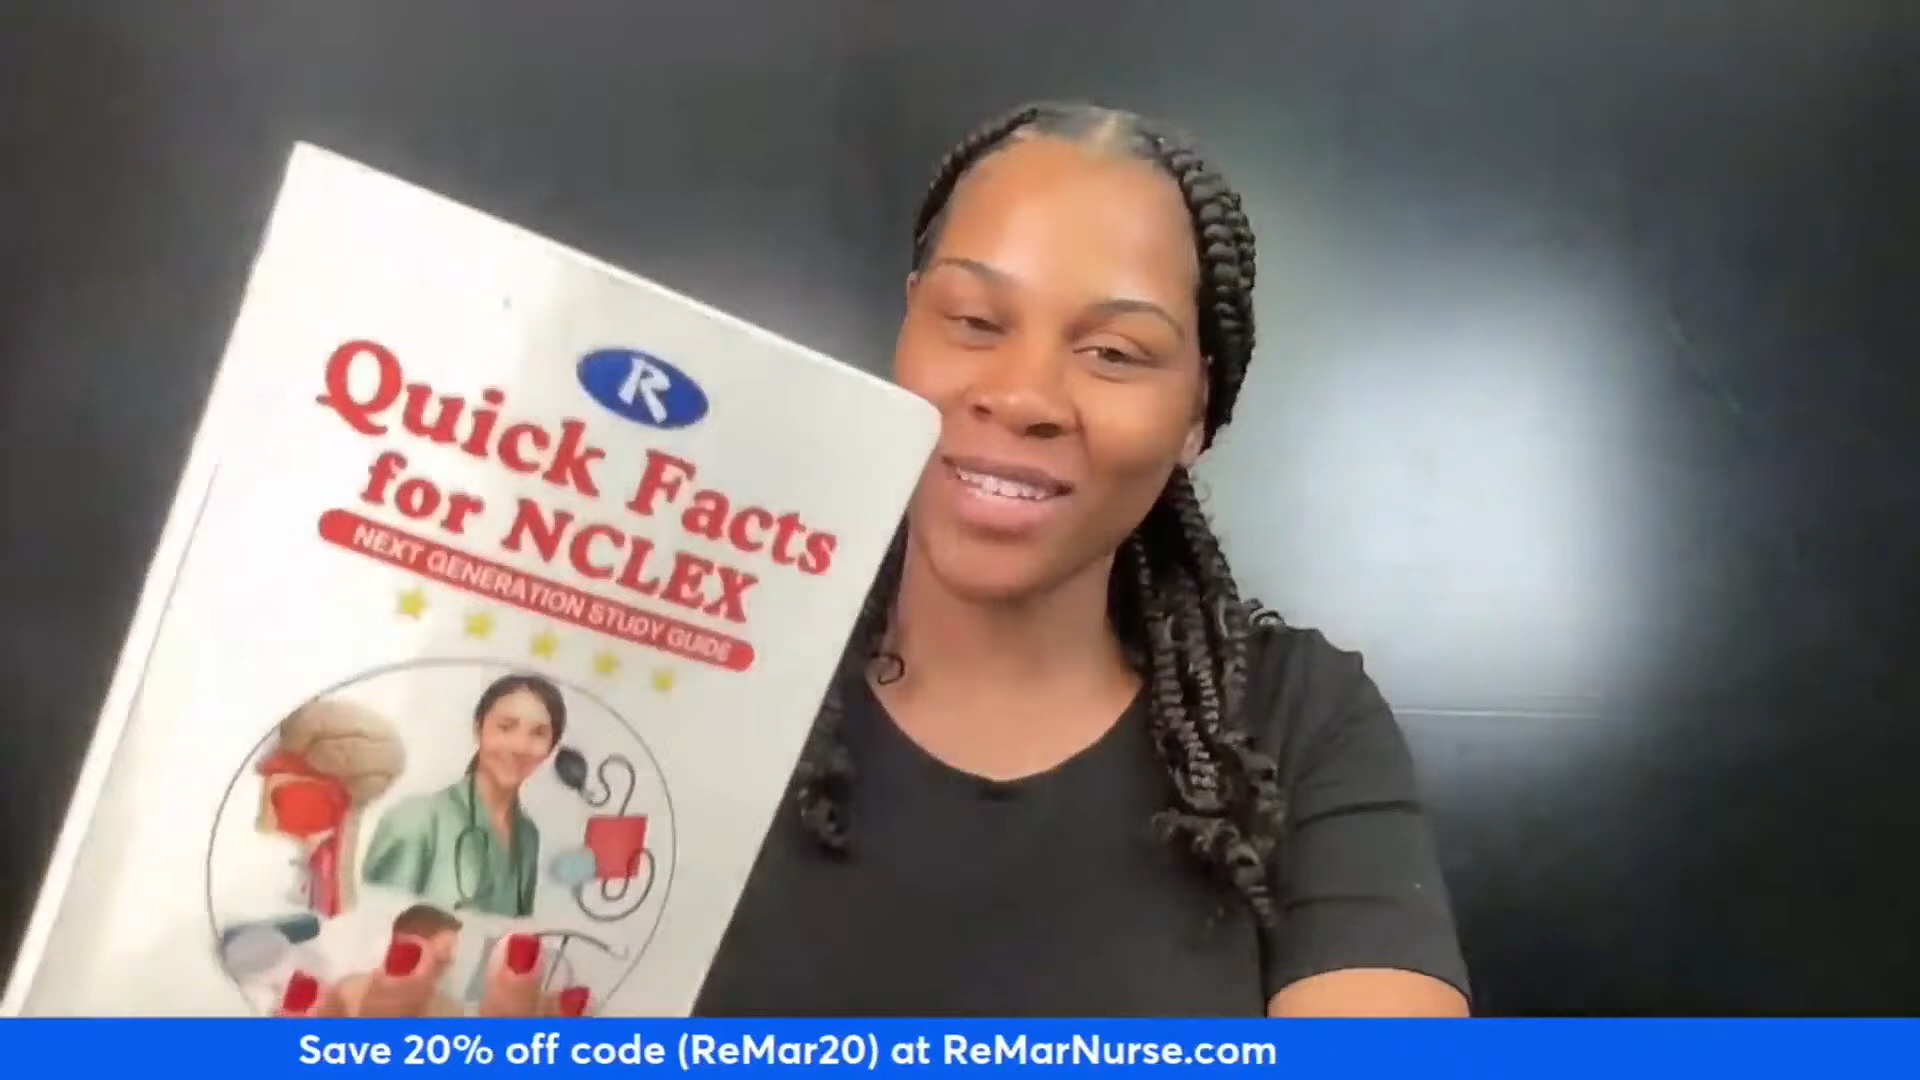 R
Quick Facts
for NCLEX
NEXT GENERATION STUDY GUIDE
Save 20% off code (ReMar20) at ReMarNurse.com